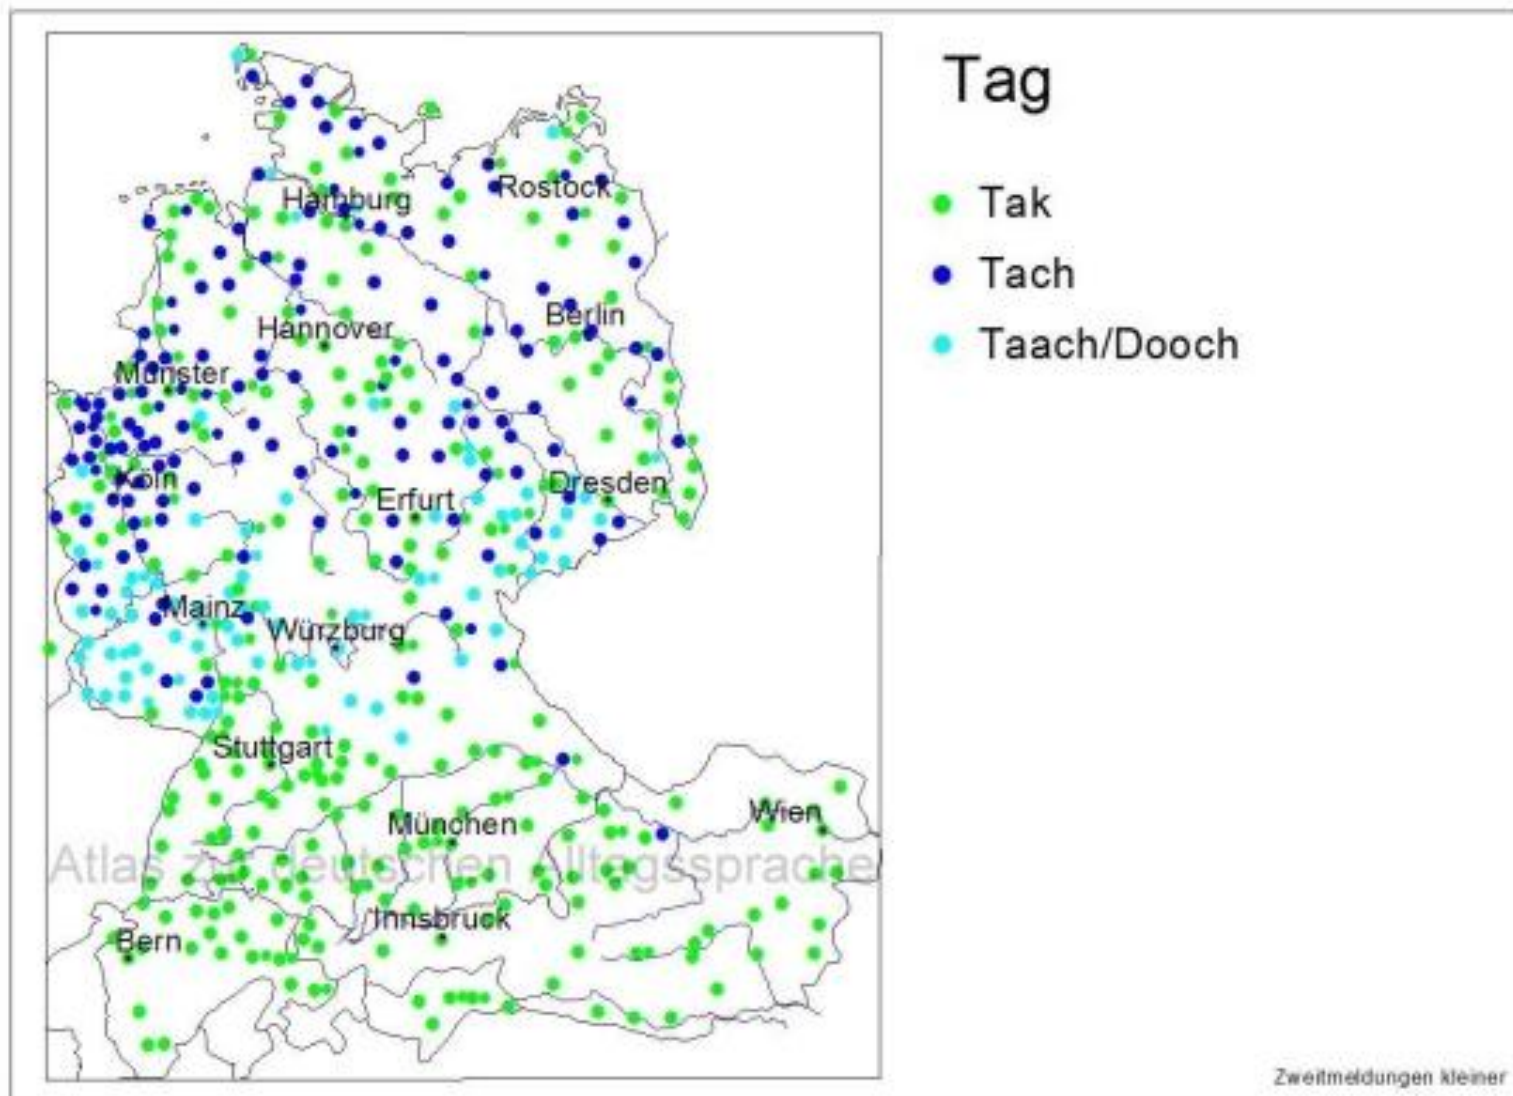 Tag
Tak
Tach
Taach/Dooch
Hamburg
Rostock
Berlin
Hannover
Münster
Köln
Erfurt
Dresden
Mainz
Würzburg
Stuttgart
München
Wien
Atlas zur deutschen Alltagssprache
Innsbruck
Bern
Zweitmeldungen kleiner